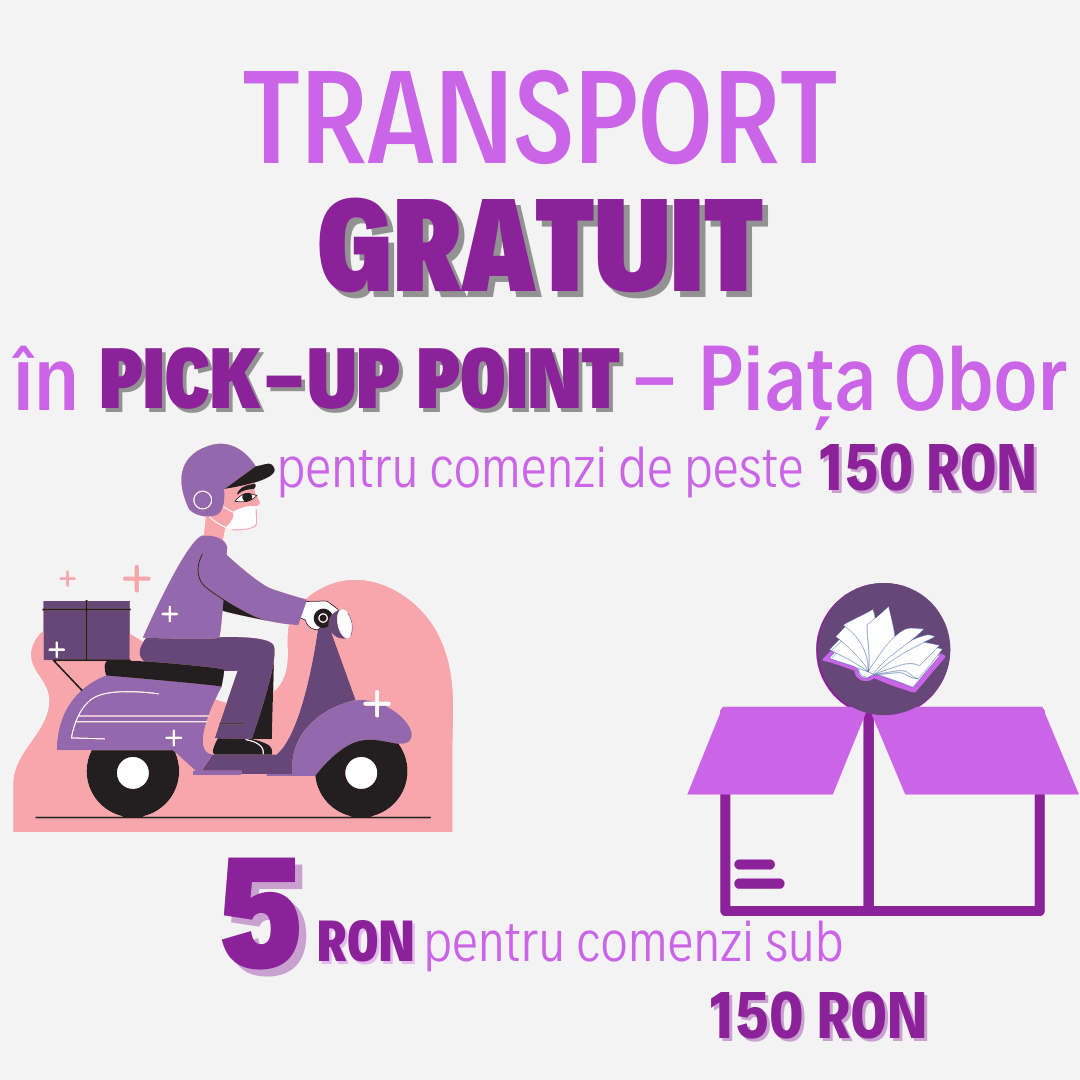 TRANSPORT
GRATUIT
în PICK-UP POINT – Piața Obor
pentru comenzi de peste 150 RON
5 RON pentru comenzi sub
150 RON